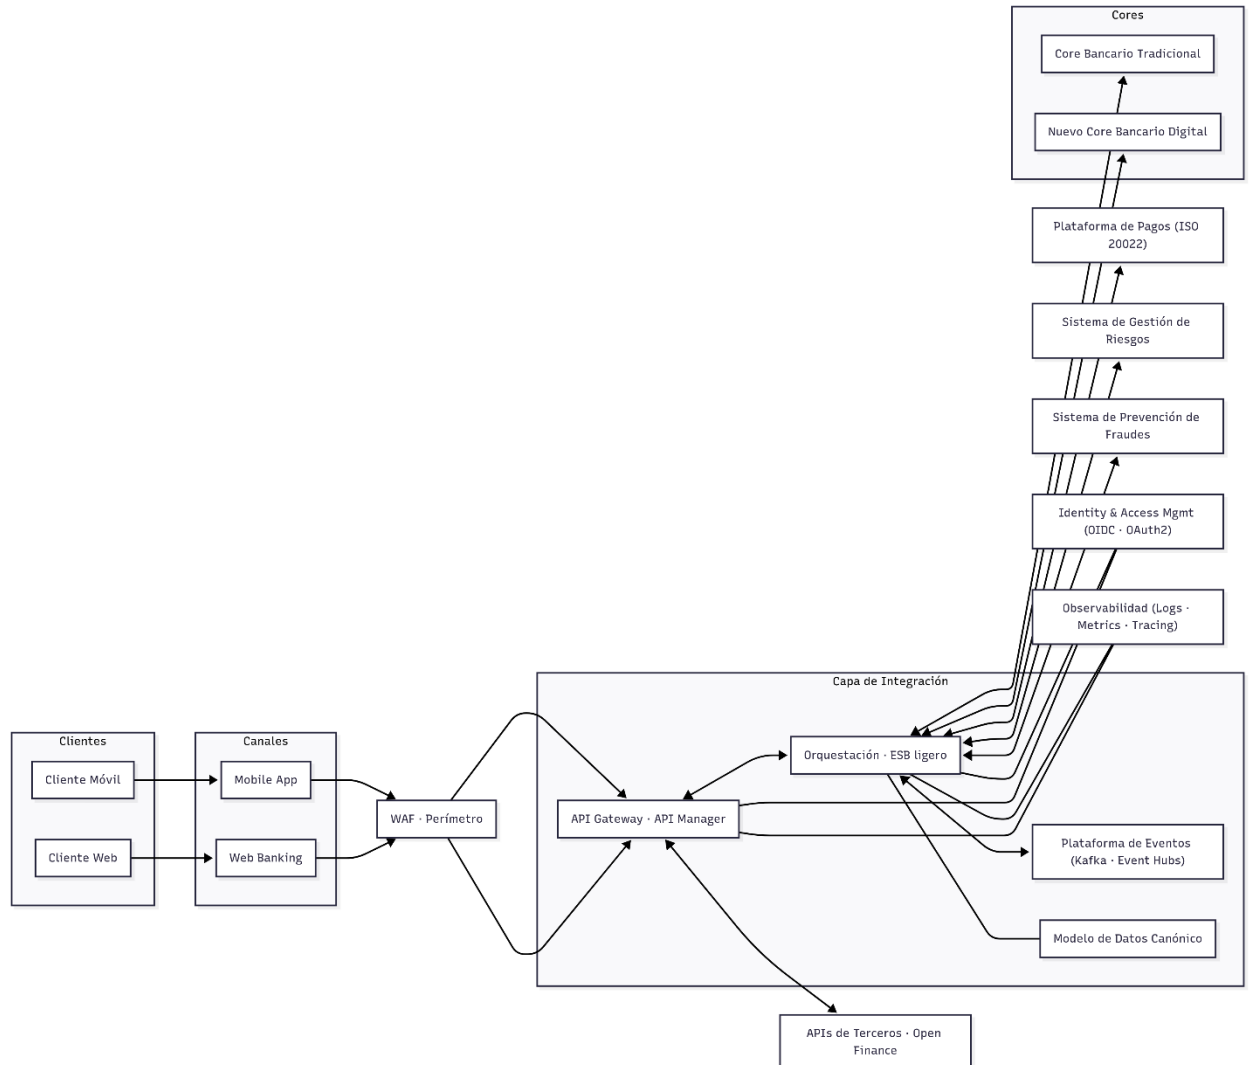 Cores
Core Bancario Tradicional
Nuevo Core Bancario Digital
Plataforma de Pagos (ISO
20022)
Sistema de Gestión de
Riesgos
Sistema de Prevención de
Fraudes
Identity & Access Mgmt
(OIDC · OAuth2)
Observabilidad (Logs ·
Metrics · Tracing)
Capa de Integración
Clientes
Cliente Móvil
Cliente Web
Canales
Mobile App
Web Banking
WAF · Perímetro
API Gateway · API Manager
Orquestación · ESB ligero
Plataforma de Eventos
(Kafka · Event Hubs)
Modelo de Datos Canónico
APIs de Terceros · Open
Finance